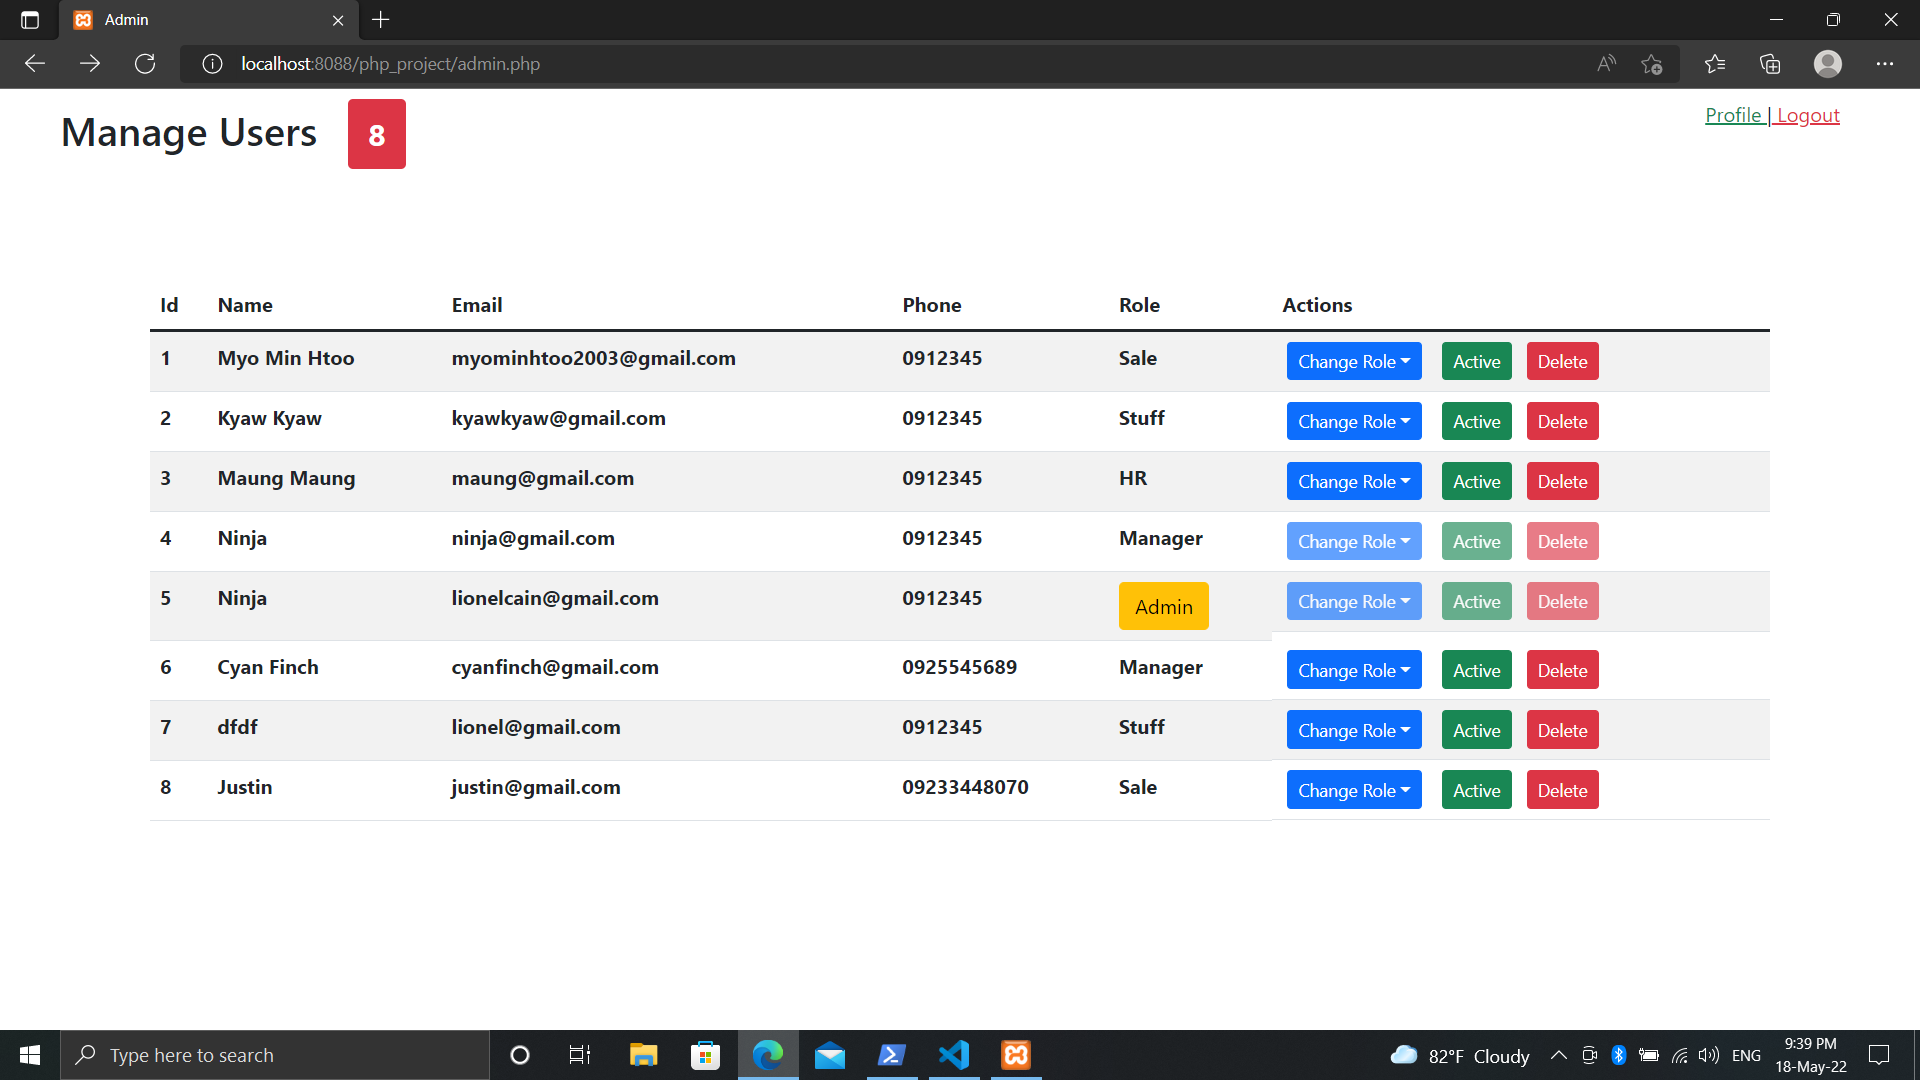 Admin
localhost:8088/php_project/admin.php
Manage Users 8
Profile | Logout
Id Name Email Phone Role Actions
1 Myo Min Htoo myominhtoo2003@gmail.com 0912345 Sale Change Role Active Delete
2 Kyaw Kyaw kyawkyaw@gmail.com 0912345 Stuff Change Role Active Delete
3 Maung Maung maung@gmail.com 0912345 HR Change Role Active Delete
4 Ninja ninja@gmail.com 0912345 Manager Change Role Active Delete
5 Ninja lionelcain@gmail.com 0912345 Admin Change Role Active Delete
6 Cyan Finch cyanfinch@gmail.com 0925545689 Manager Change Role Active Delete
7 dfdf lionel@gmail.com 0912345 Stuff Change Role Active Delete
8 Justin justin@gmail.com 09233448070 Sale Change Role Active Delete
Type here to search
82°F Cloudy
ENG
9:39 PM
18-May-22